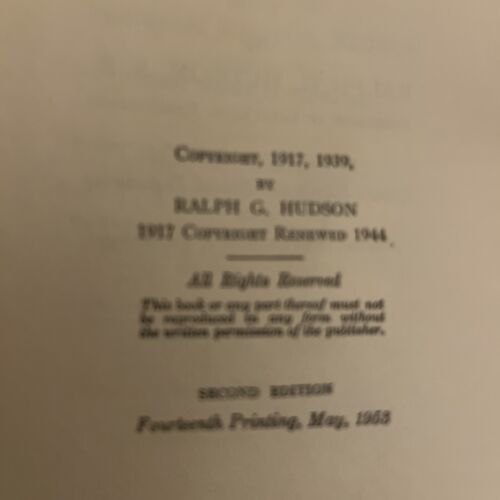 Copyright, 1917, 1939,
BY
RALPH G. HUDSON
1917 Copyright Renewed 1944
All Rights Reserved
This book or any part thereof must not
be reproduced in any form without
the written permission of the publisher.
SECOND EDITION
Fourteenth Printing, May, 1953